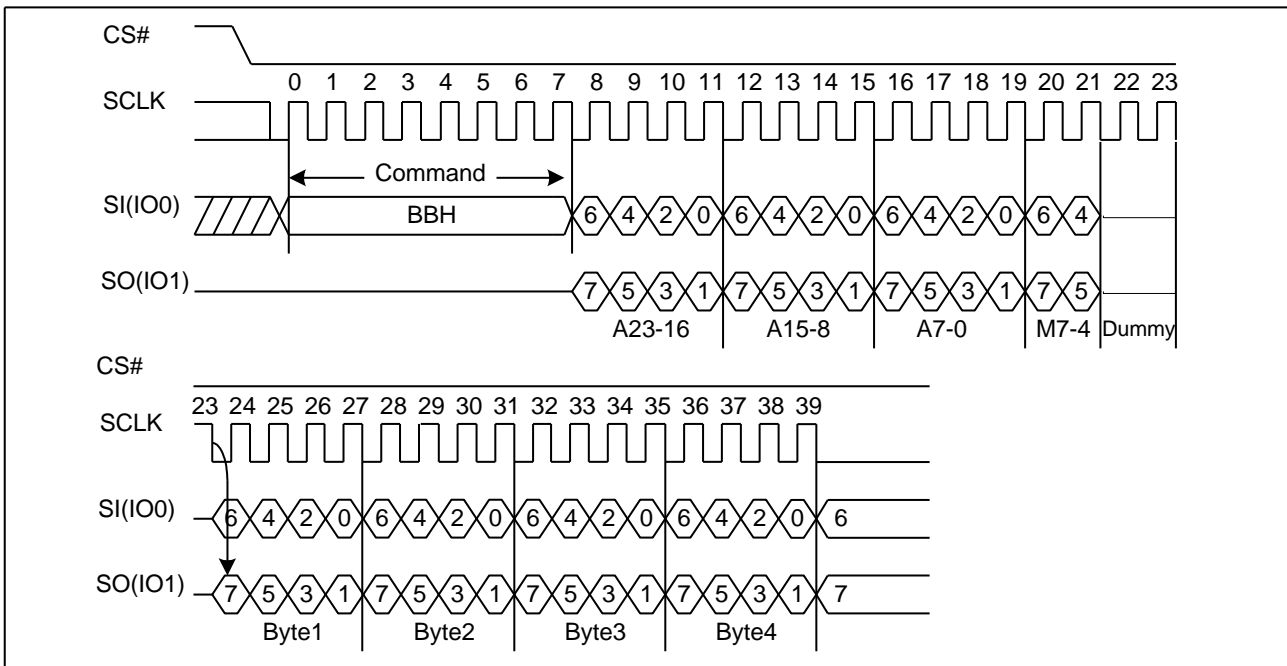 CS#
0 1 2 3 4 5 6 7 8 9 10 11 12 13 14 15 16 17 18 19 20 21 22 23
SCLK
Command
SI(IO0)
BBH
6 4 2 0 6 4 2 0 6 4 2 0 6 4
SO(IO1)
7 5 3 1 7 5 3 1 7 5 3 1 7 5
A23-16 A15-8 A7-0 M7-4 Dummy
CS#
23 24 25 26 27 28 29 30 31 32 33 34 35 36 37 38 39
SCLK
SI(IO0)
6 4 2 0 6 4 2 0 6 4 2 0 6 4 2 0 6
SO(IO1)
7 5 3 1 7 5 3 1 7 5 3 1 7 5 3 1 7
Byte1 Byte2 Byte3 Byte4